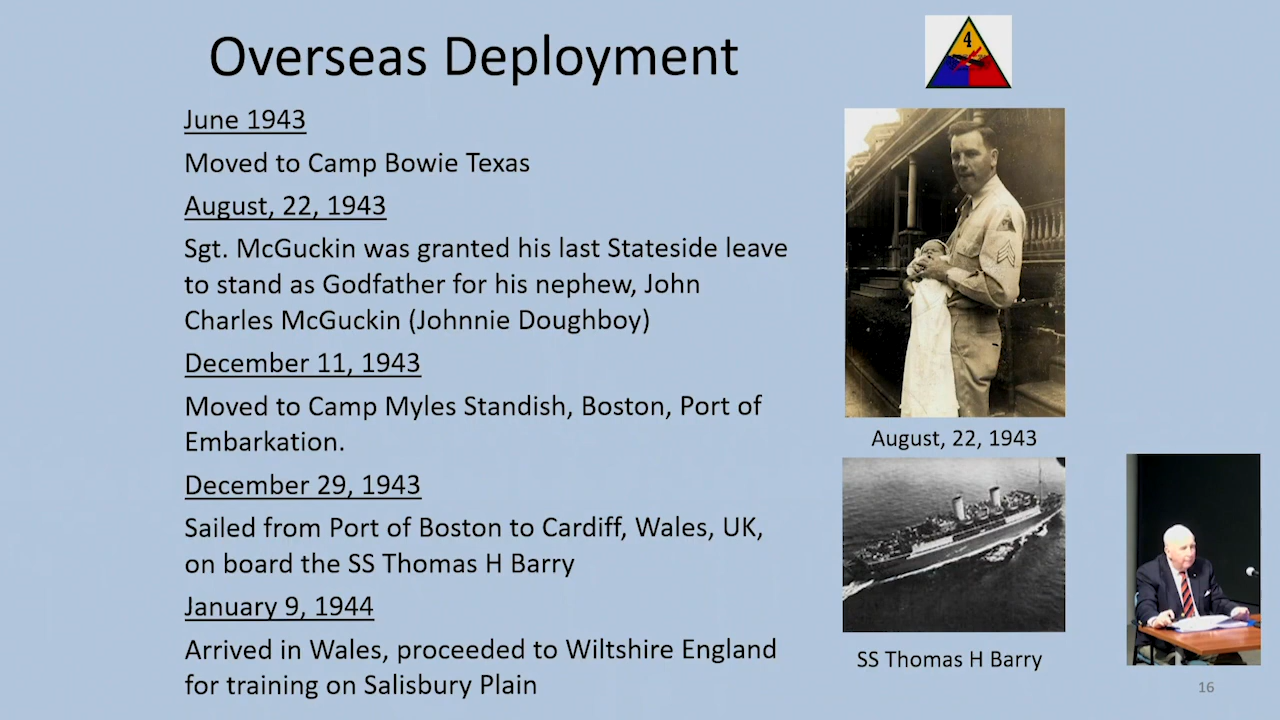 Overseas Deployment
4
June 1943
Moved to Camp Bowie Texas
August, 22, 1943
Sgt. McGuckin was granted his last Stateside leave
to stand as Godfather for his nephew, John
Charles McGuckin (Johnnie Doughboy)
December 11, 1943
Moved to Camp Myles Standish, Boston, Port of
Embarkation.
December 29, 1943
Sailed from Port of Boston to Cardiff, Wales, UK,
on board the SS Thomas H Barry
January 9, 1944
Arrived in Wales, proceeded to Wiltshire England
for training on Salisbury Plain
August, 22, 1943
SS Thomas H Barry
16